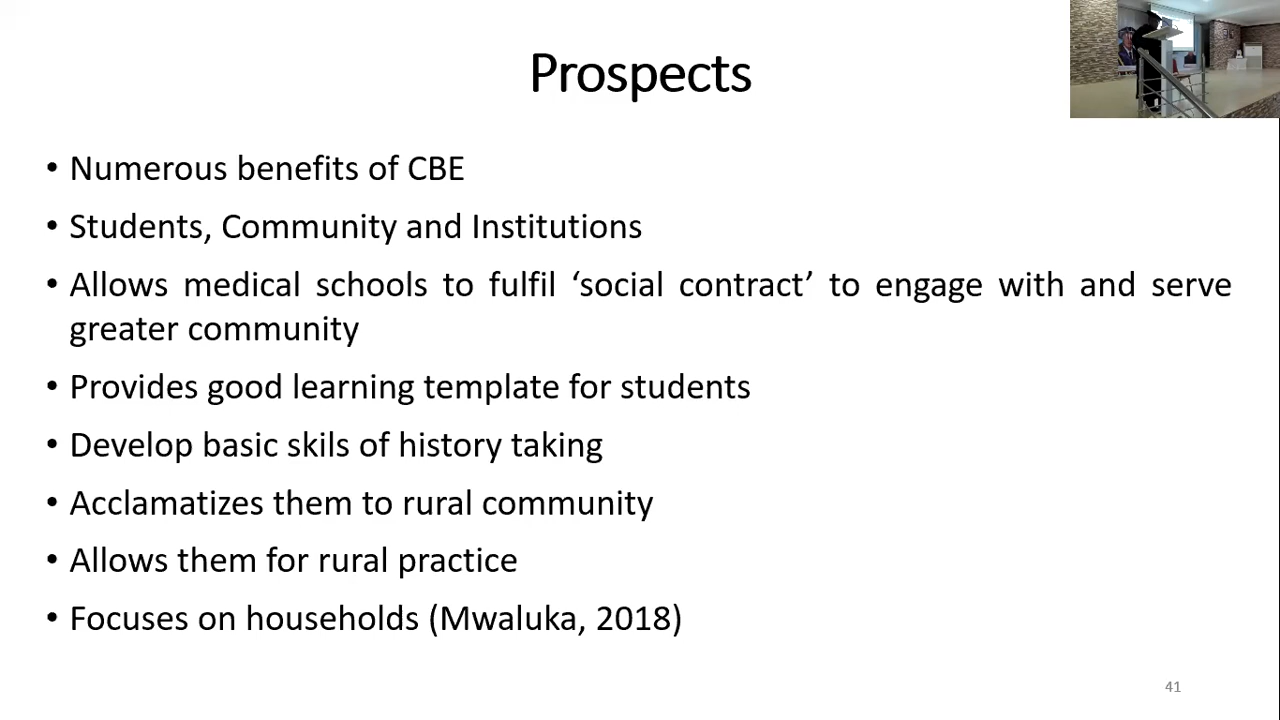 Prospects
• Numerous benefits of CBE
• Students, Community and Institutions
• Allows medical schools to fulfil ‘social contract’ to engage with and serve
greater community
• Provides good learning template for students
• Develop basic skils of history taking
• Acclamatizes them to rural community
• Allows them for rural practice
• Focuses on households (Mwaluka, 2018)
41